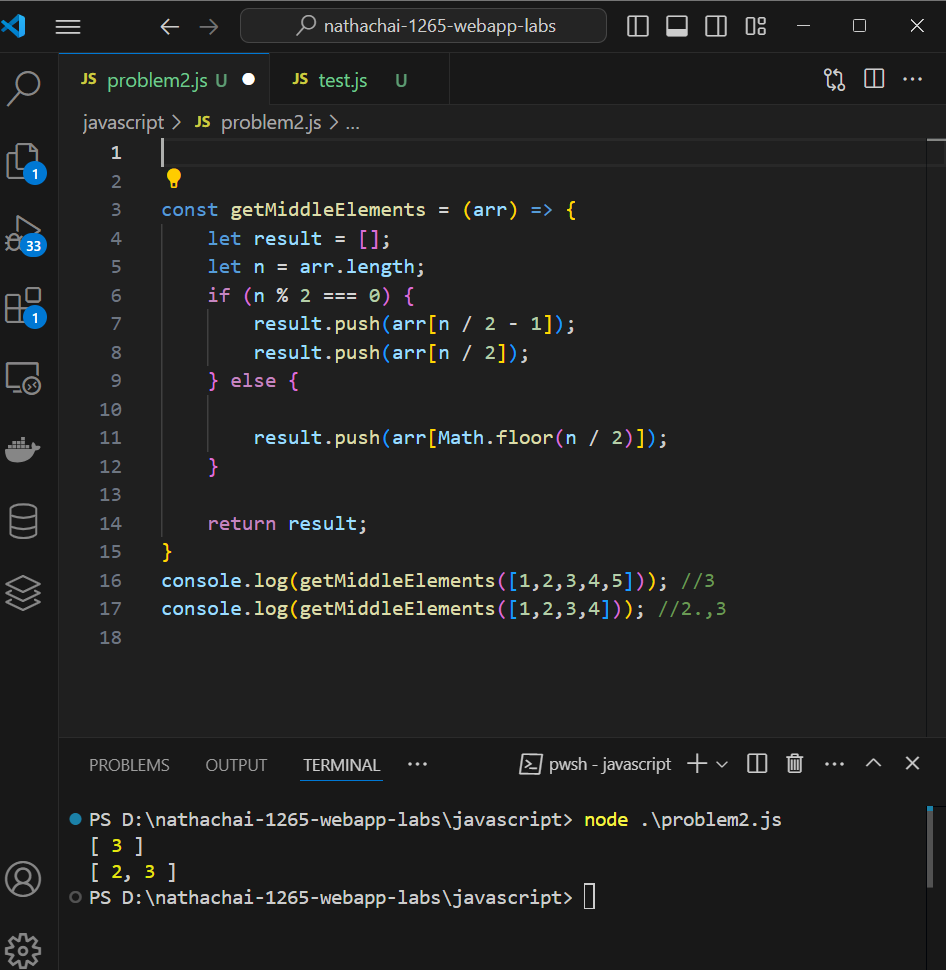 nathachai-1265-webapp-labs
JS problem2.js U
JS test.js U
javascript > JS problem2.js > ...
1
1
2
3 const getMiddleElements = (arr) => {
4 let result = [];
33
5 let n = arr.length;
6 if (n % 2 === 0) {
1
7 result.push(arr[n / 2 - 1]);
8 result.push(arr[n / 2]);
9 } else {
10
11 result.push(arr[Math.floor(n / 2)]);
12 }
13
14 return result;
15 }
16 console.log(getMiddleElements([1,2,3,4,5])); //3
17 console.log(getMiddleElements([1,2,3,4])); //2.,3
18
PROBLEMS OUTPUT TERMINAL ... pwsh - javascript
PS D:\nathachai-1265-webapp-labs\javascript> node .\problem2.js
[ 3 ]
[ 2, 3 ]
PS D:\nathachai-1265-webapp-labs\javascript>